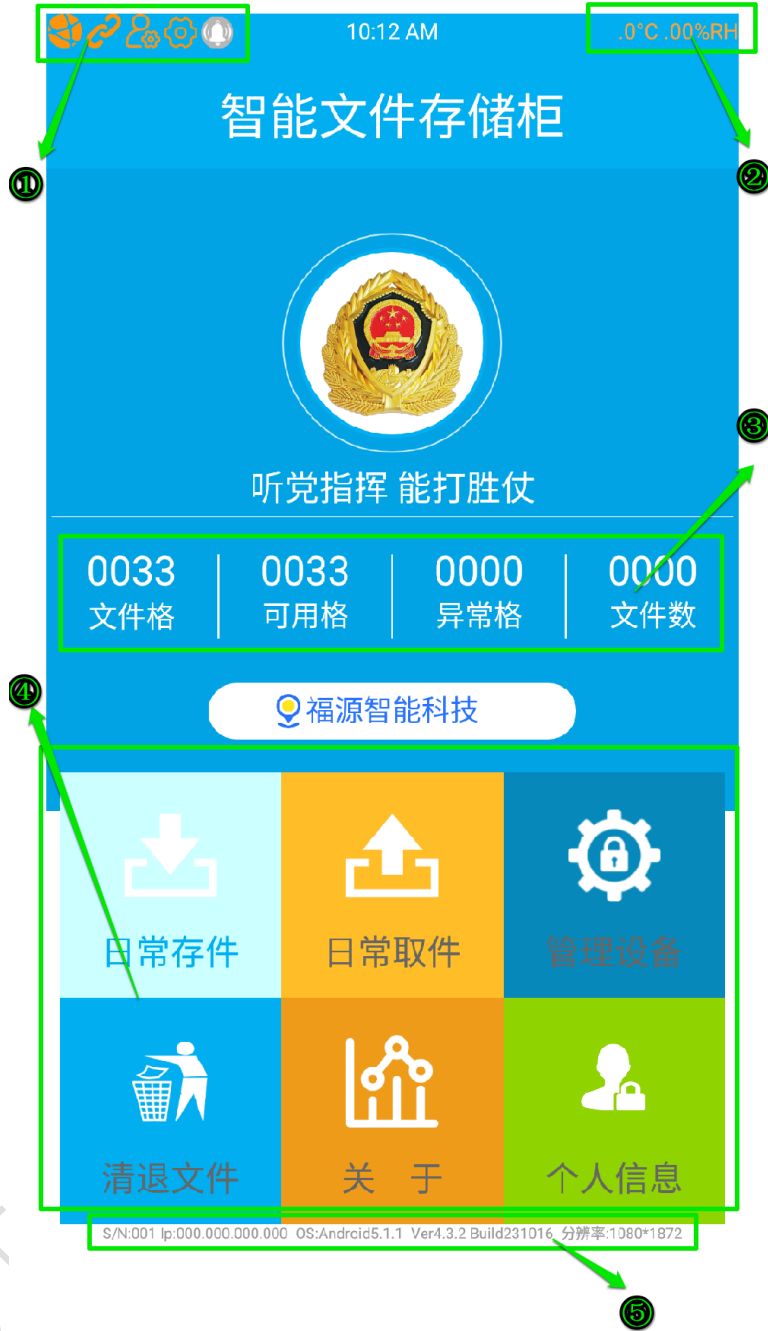 10:12 AM
.0°C .00%RH
智能文件存储柜
①
②
听党指挥 能打胜仗
③
0033 0033 0000 0000
文件格 可用格 异常格 文件数
④
福源智能科技
日常存件 日常取件 管理设备
清退文件 关 于 个人信息
S/N:001 Ip:000.000.000.000 OS:Android5.1.1 Ver4.3.2 Build231016 分辨率:1080*1872
⑤